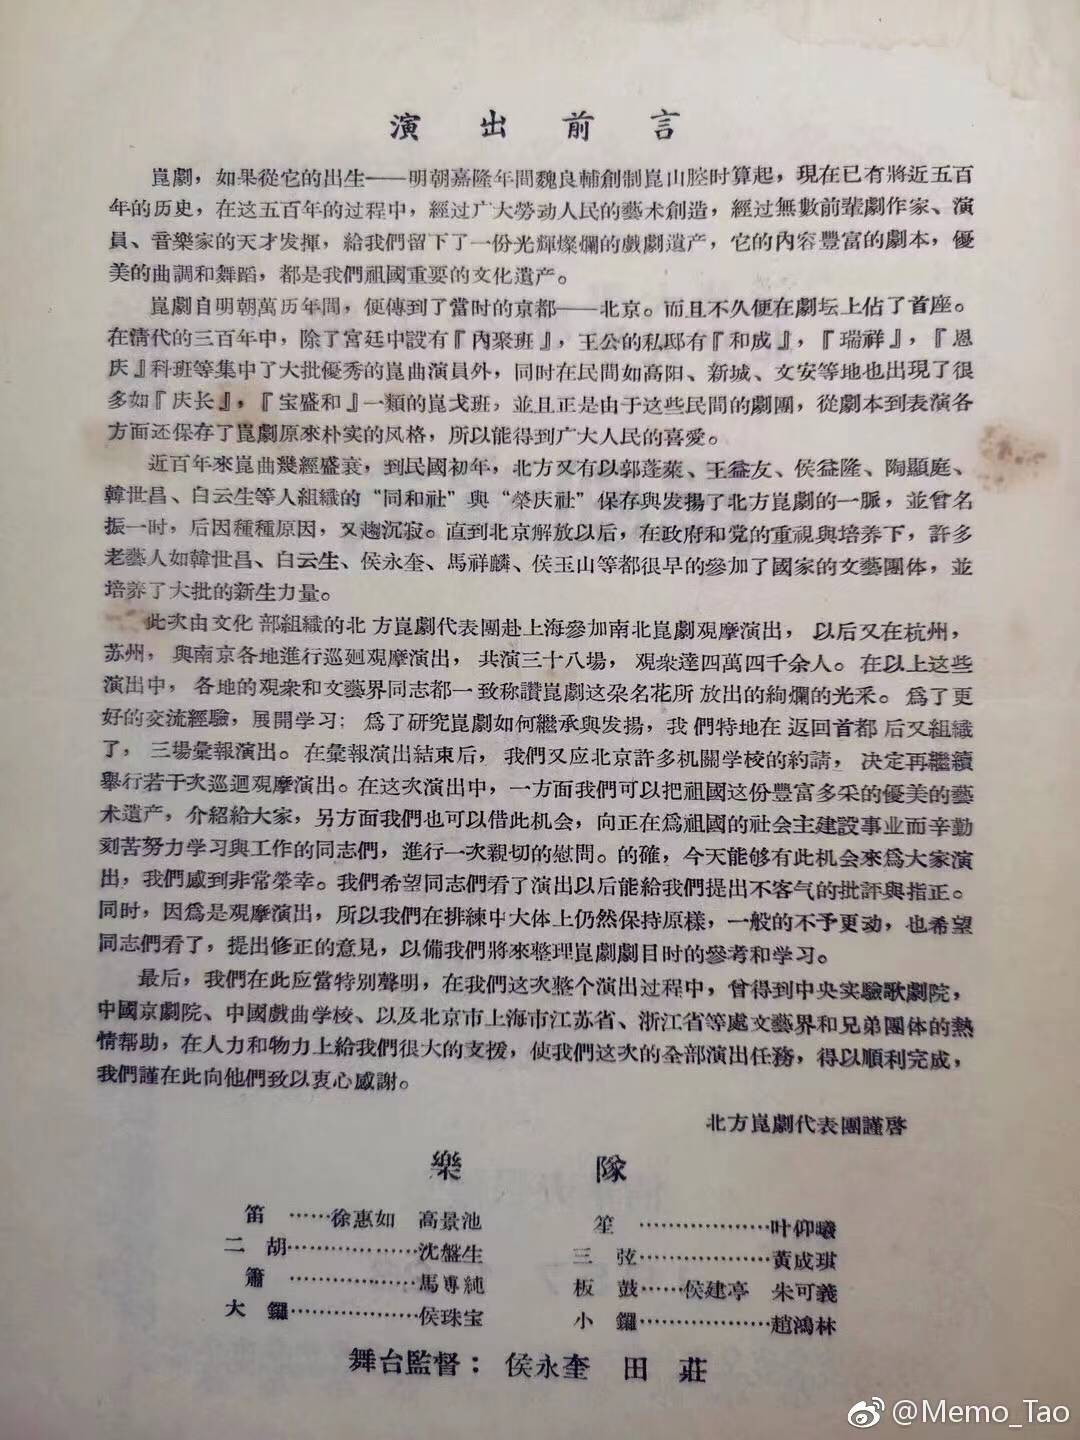 演出前言
崑劇，如果從它的出生——明朝嘉隆年間魏良輔創制崑山腔时算起，現在已有將近五百
年的历史，在这五百年的过程中，經过广大勞动人民的藝术創造，經过無數前輩劇作家、演
員、音樂家的天才发揮，給我們留下了一份光輝燦爛的戲劇遺产，它的內容豐富的劇本，優
美的曲調和舞蹈，都是我們祖國重要的文化遺产。
崑劇自明朝萬历年間，便傳到了當时的京都——北京。而且不久便在劇坛上佔了首座。
在清代的三百年中，除了宮廷中設有『內聚班』，王公的私邸有『和成』，『瑞祥』，『恩
庆』科班等集中了大批優秀的崑曲演員外，同时在民間如高阳、新城、文安等地也出現了很
多如『庆长』，『宝盛和』一類的崑戈班，並且正是由于这些民間的劇團，從劇本到表演各
方面还保存了崑劇原來朴实的风格，所以能得到广大人民的喜愛。
近百年來崑曲幾經盛衰，到民國初年，北方又有以郭蓬萊、王益友、侯益隆、陶顯庭、
韓世昌、白云生等人組織的“同和社”與“榮庆社”保存與发揚了北方崑劇的一脈，並曾名
振一时，后因種種原因，又趨沉寂。直到北京解放以后，在政府和党的重視與培养下，許多
老藝人如韓世昌、白云生、侯永奎、馬祥麟、侯玉山等都很早的參加了國家的文藝團体，並
培养了大批的新生力量。
此次由文化部組織的北方崑劇代表團赴上海參加南北崑劇观摩演出，以后又在杭州，
苏州，與南京各地進行巡廻观摩演出，共演三十八場，观衆達四萬四千余人。在以上这些
演出中，各地的观衆和文藝界同志都一致称讚崑劇这朶名花所放出的絢爛的光釆。爲了更
好的交流經驗，展開学习；爲了研究崑劇如何繼承與发揚，我們特地在返回首都后又組織
了，三場彙報演出。在彙報演出結束后，我們又应北京許多机關学校的約請，决定再繼續
舉行若干次巡迴观摩演出。在这次演出中，一方面我們可以把祖國这份豐富多采的優美的藝
术遺产，介紹給大家，另方面我們也可以借此机会，向正在爲祖國的社会主建設事业而辛勤
刻苦努力学习與工作的同志們，進行一次親切的慰問。的確，今天能够有此机会來爲大家演
出，我們感到非常榮幸。我們希望同志們看了演出以后能給我們提出不客气的批評與指正。
同时，因爲是观摩演出，所以我們在排練中大体上仍然保持原樣，一般的不予更动，也希望
同志們看了，提出修正的意見，以備我們將來整理崑劇劇目时的參考和学习。
最后，我們在此应當特别聲明，在我們这次整个演出过程中，曾得到中央实驗歌劇院，
中國京劇院、中國戲曲学校、以及北京市上海市江苏省、浙江省等處文艺界和兄弟團体的熱
情帮助，在人力和物力上給我們很大的支援，使我們这次的全部演出任務，得以順利完成，
我們謹在此向他們致以衷心感謝。
北方崑劇代表團謹啓
樂隊
笛……徐惠如 高景池
笙………………叶仰曦
二胡………………沈盤生
三弦………………黃成琪
簫………………馬專純
板鼓……侯建亭 朱可義
大鑼………………侯珠宝
小鑼………………趙鴻林
舞台監督：侯永奎 田莊
@Memo_Tao